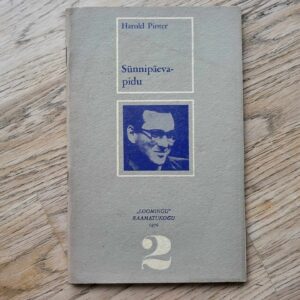 Harold Pinter
Sünnipäeva-
pidu
„LOOMINGU"
RAAMATUKOGU
2